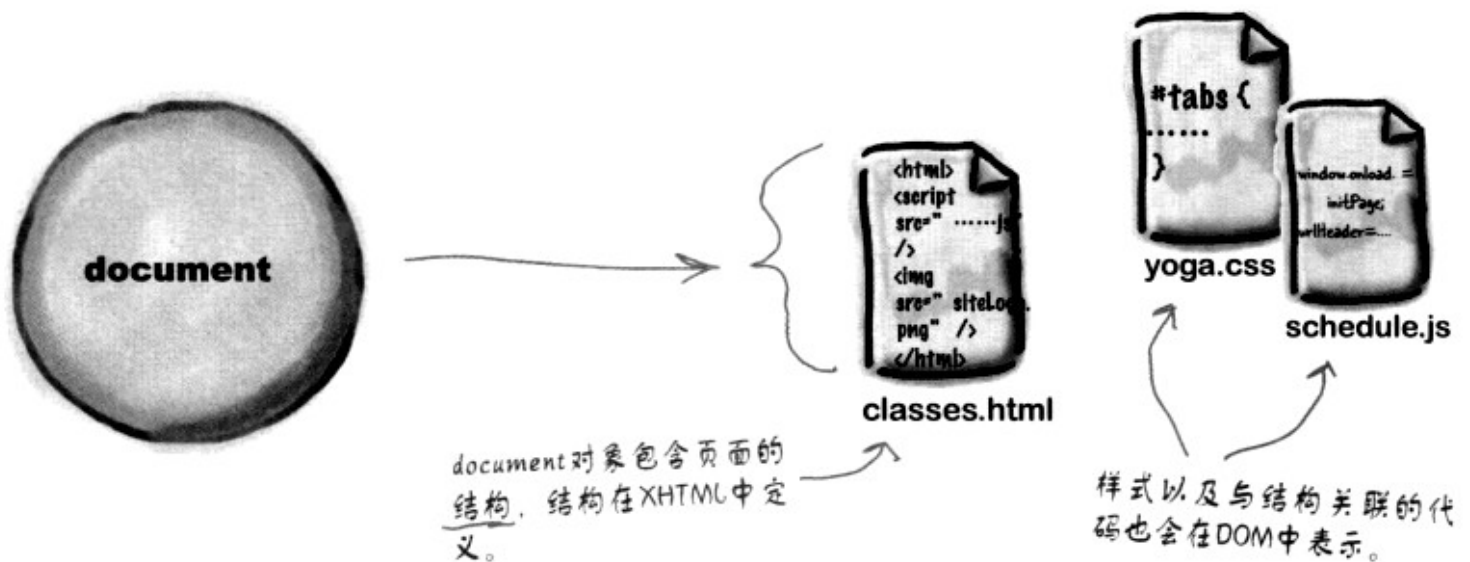 document
<html>
<script
src=" ……js"
/>
<img
src=" siteLogo.
png" />
</html>
classes.html
#tabs {
……
}
yoga.css
window.onload =
initPage;
urlHeader=....
schedule.js
document对象包含页面的
结构，结构在XHTML中定
义。
样式以及与结构关联的代
码也会在DOM中表示。